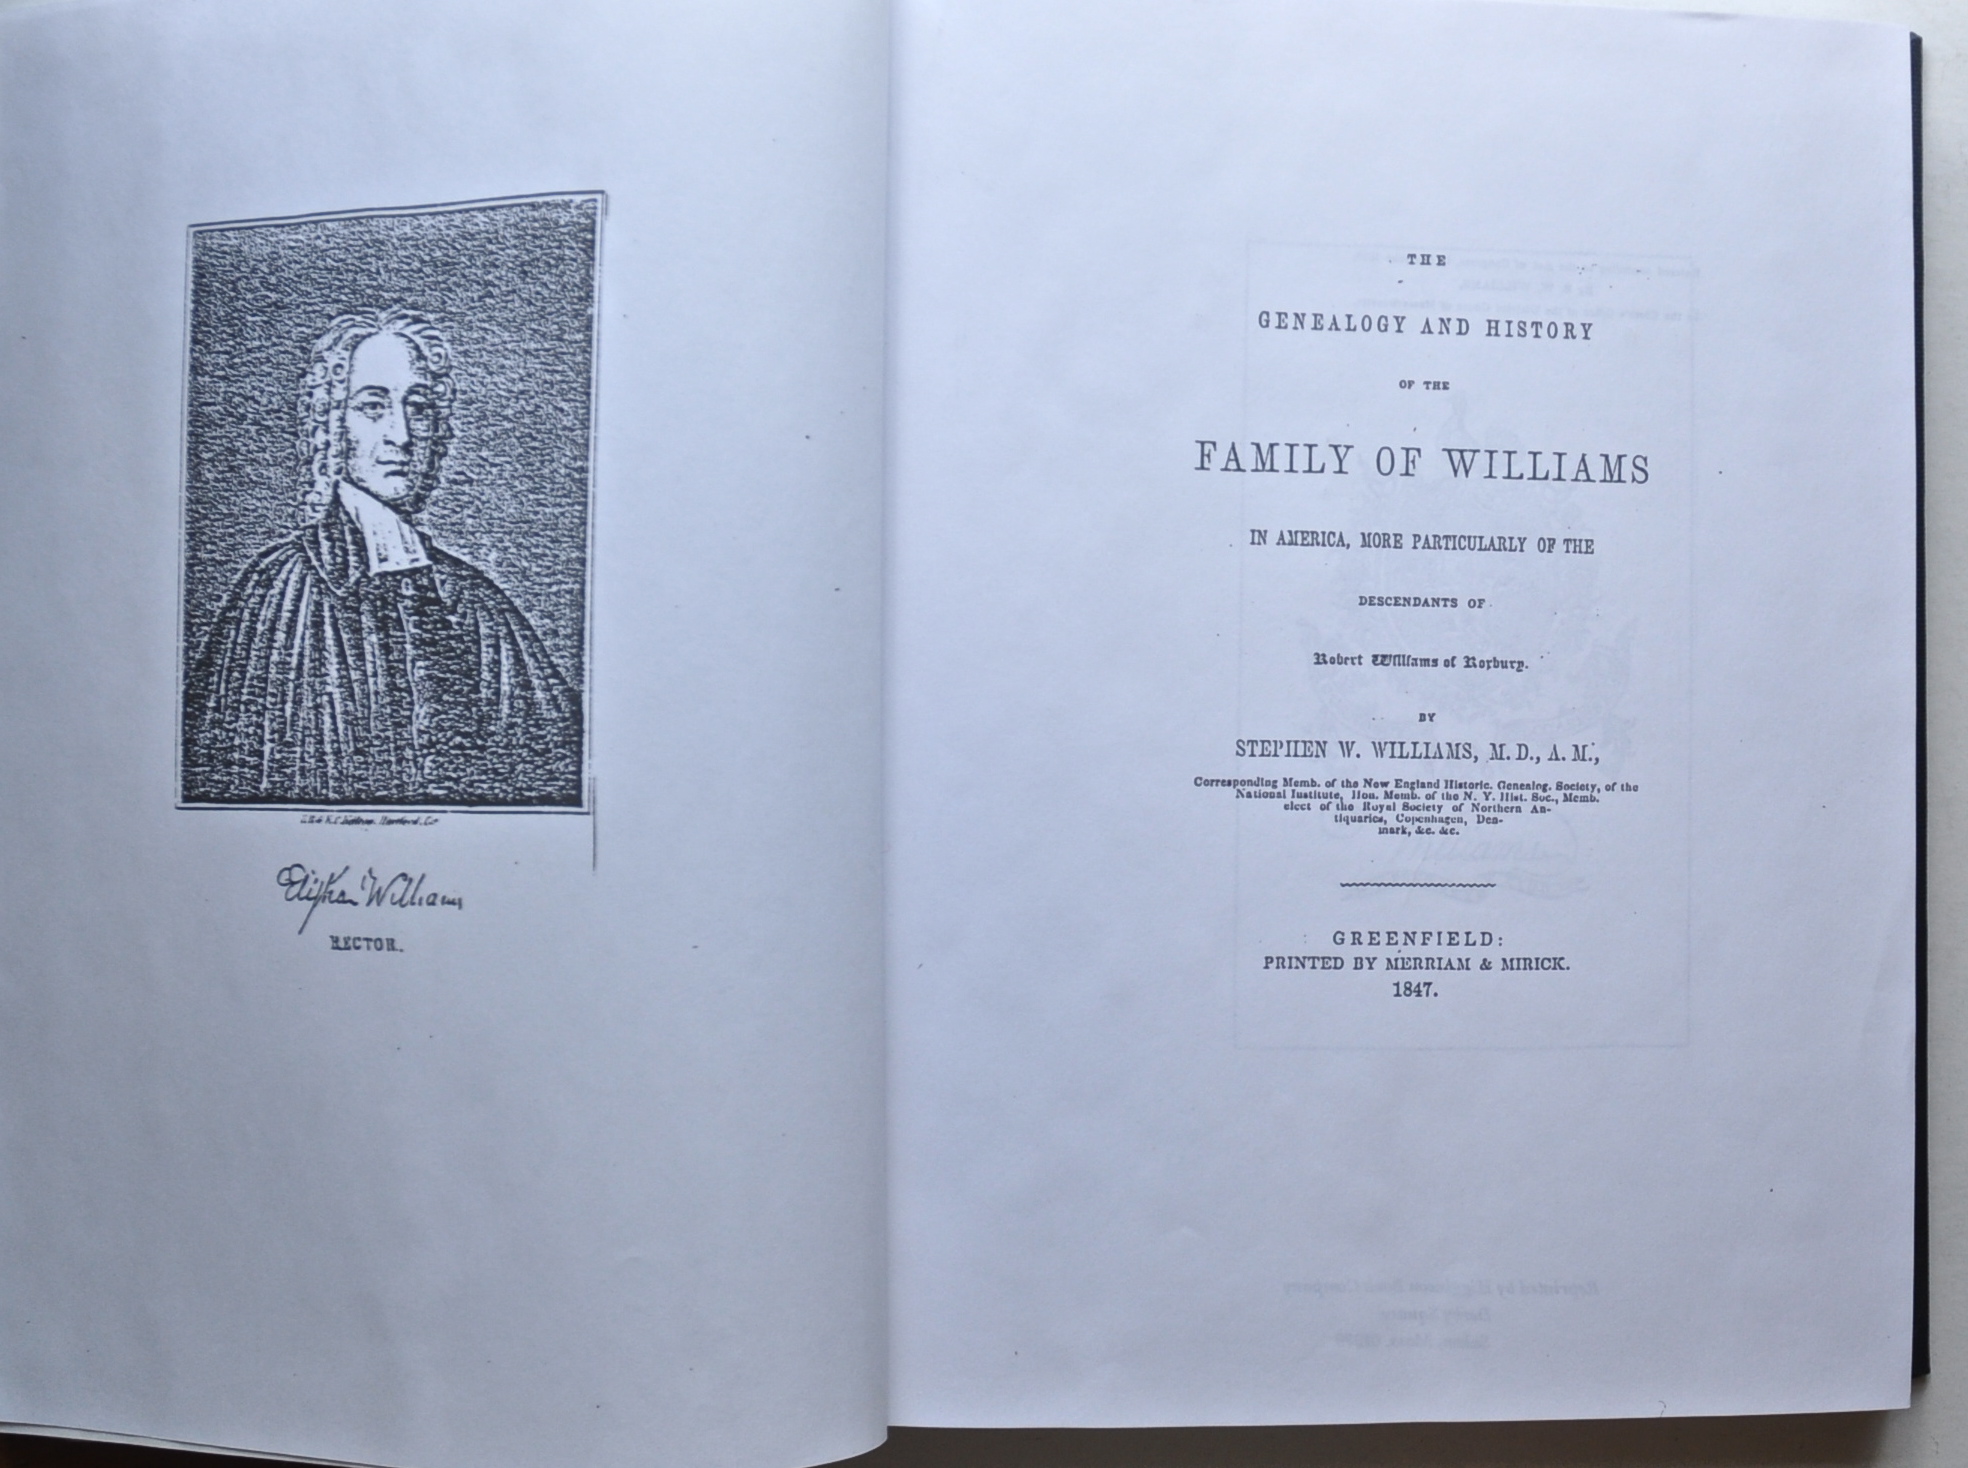 Elisha Williams
RECTOR.
THE
GENEALOGY AND HISTORY
OF THE
FAMILY OF WILLIAMS
IN AMERICA, MORE PARTICULARLY OF THE
DESCENDANTS OF
Robert Williams of Roxbury.
BY
STEPHEN W. WILLIAMS, M. D., A. M.,
Corresponding Memb. of the New England Historic. Genealog. Society, of the
National Institute, Hon. Memb. of the N. Y. Hist. Soc., Memb.
elect of the Royal Society of Northern An-
tiquaries, Copenhagen, Den-
mark, &c. &c.
GREENFIELD:
PRINTED BY MERRIAM & MIRICK.
1847.